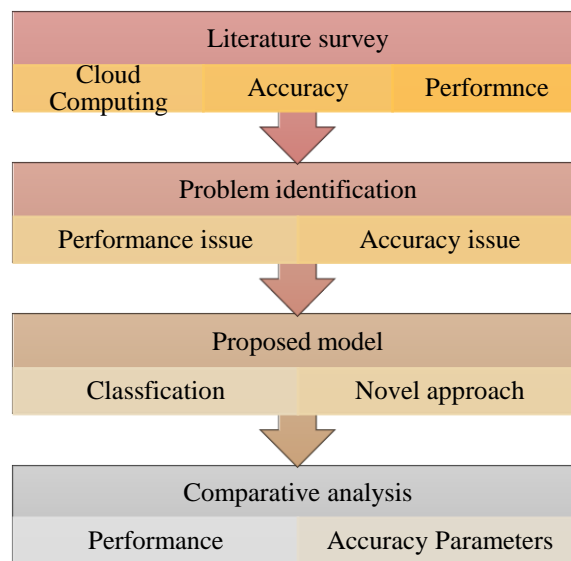 Literature survey
Cloud
Computing
Accuracy
Performnce
Problem identification
Performance issue
Accuracy issue
Proposed model
Classfication
Novel approach
Comparative analysis
Performance
Accuracy Parameters